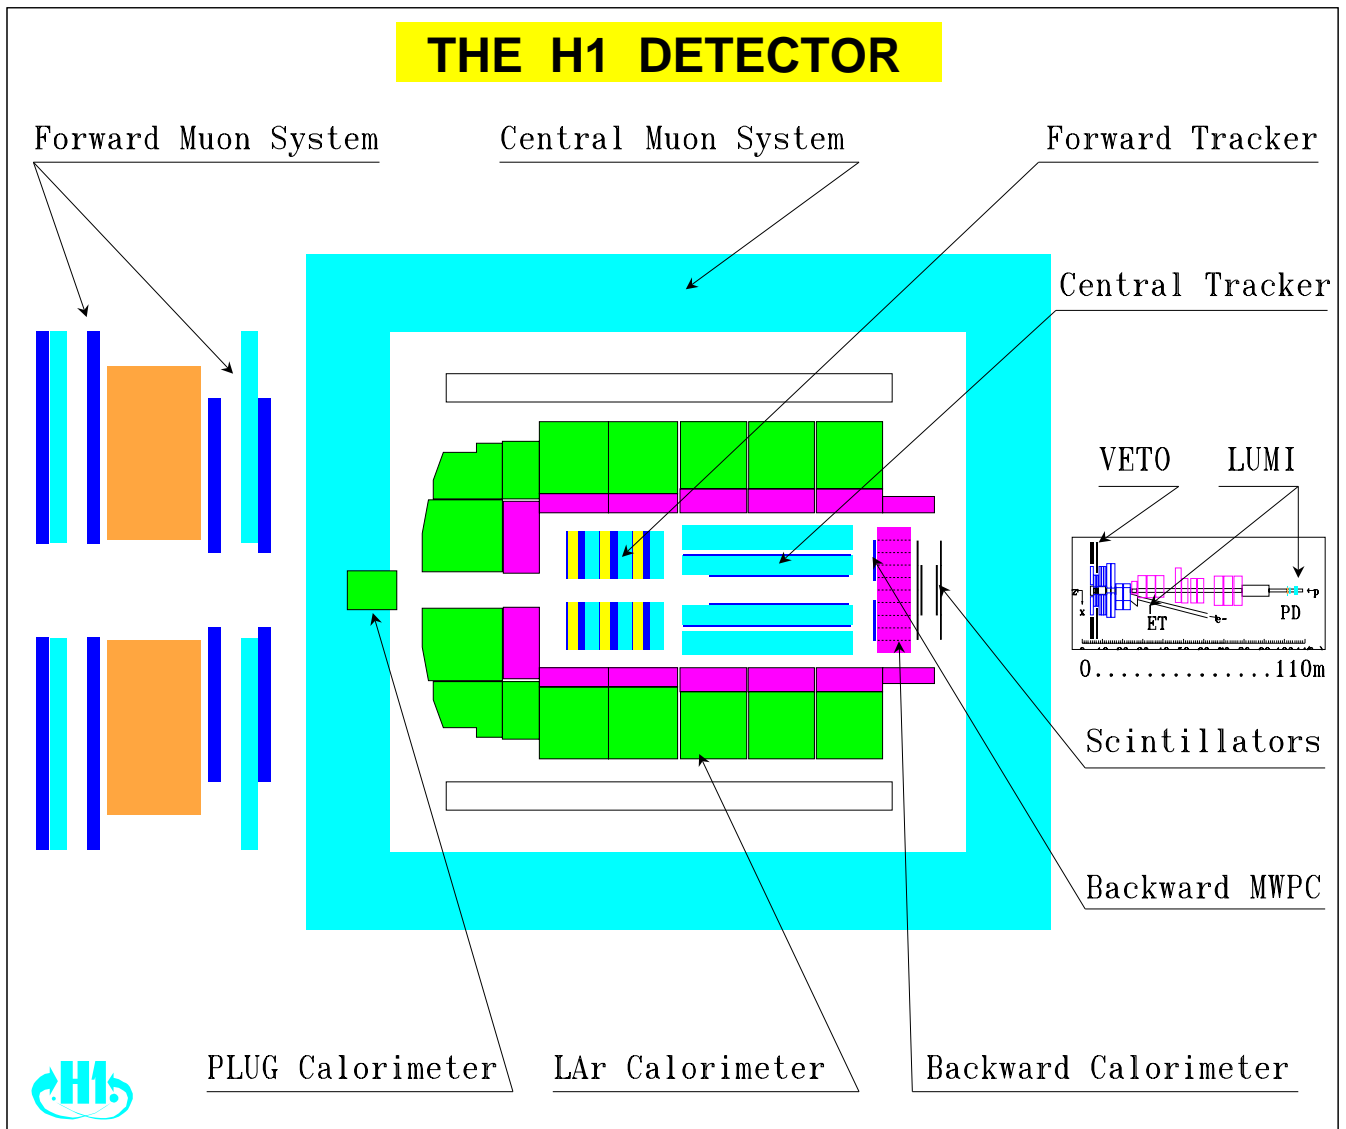 THE H1 DETECTOR
Forward Muon System
Central Muon System
Forward Tracker
Central Tracker
VETO
LUMI
z
x
ET
e-
PD
p
0..............110m
Scintillators
Backward MWPC
PLUG Calorimeter
LAr Calorimeter
Backward Calorimeter
H1